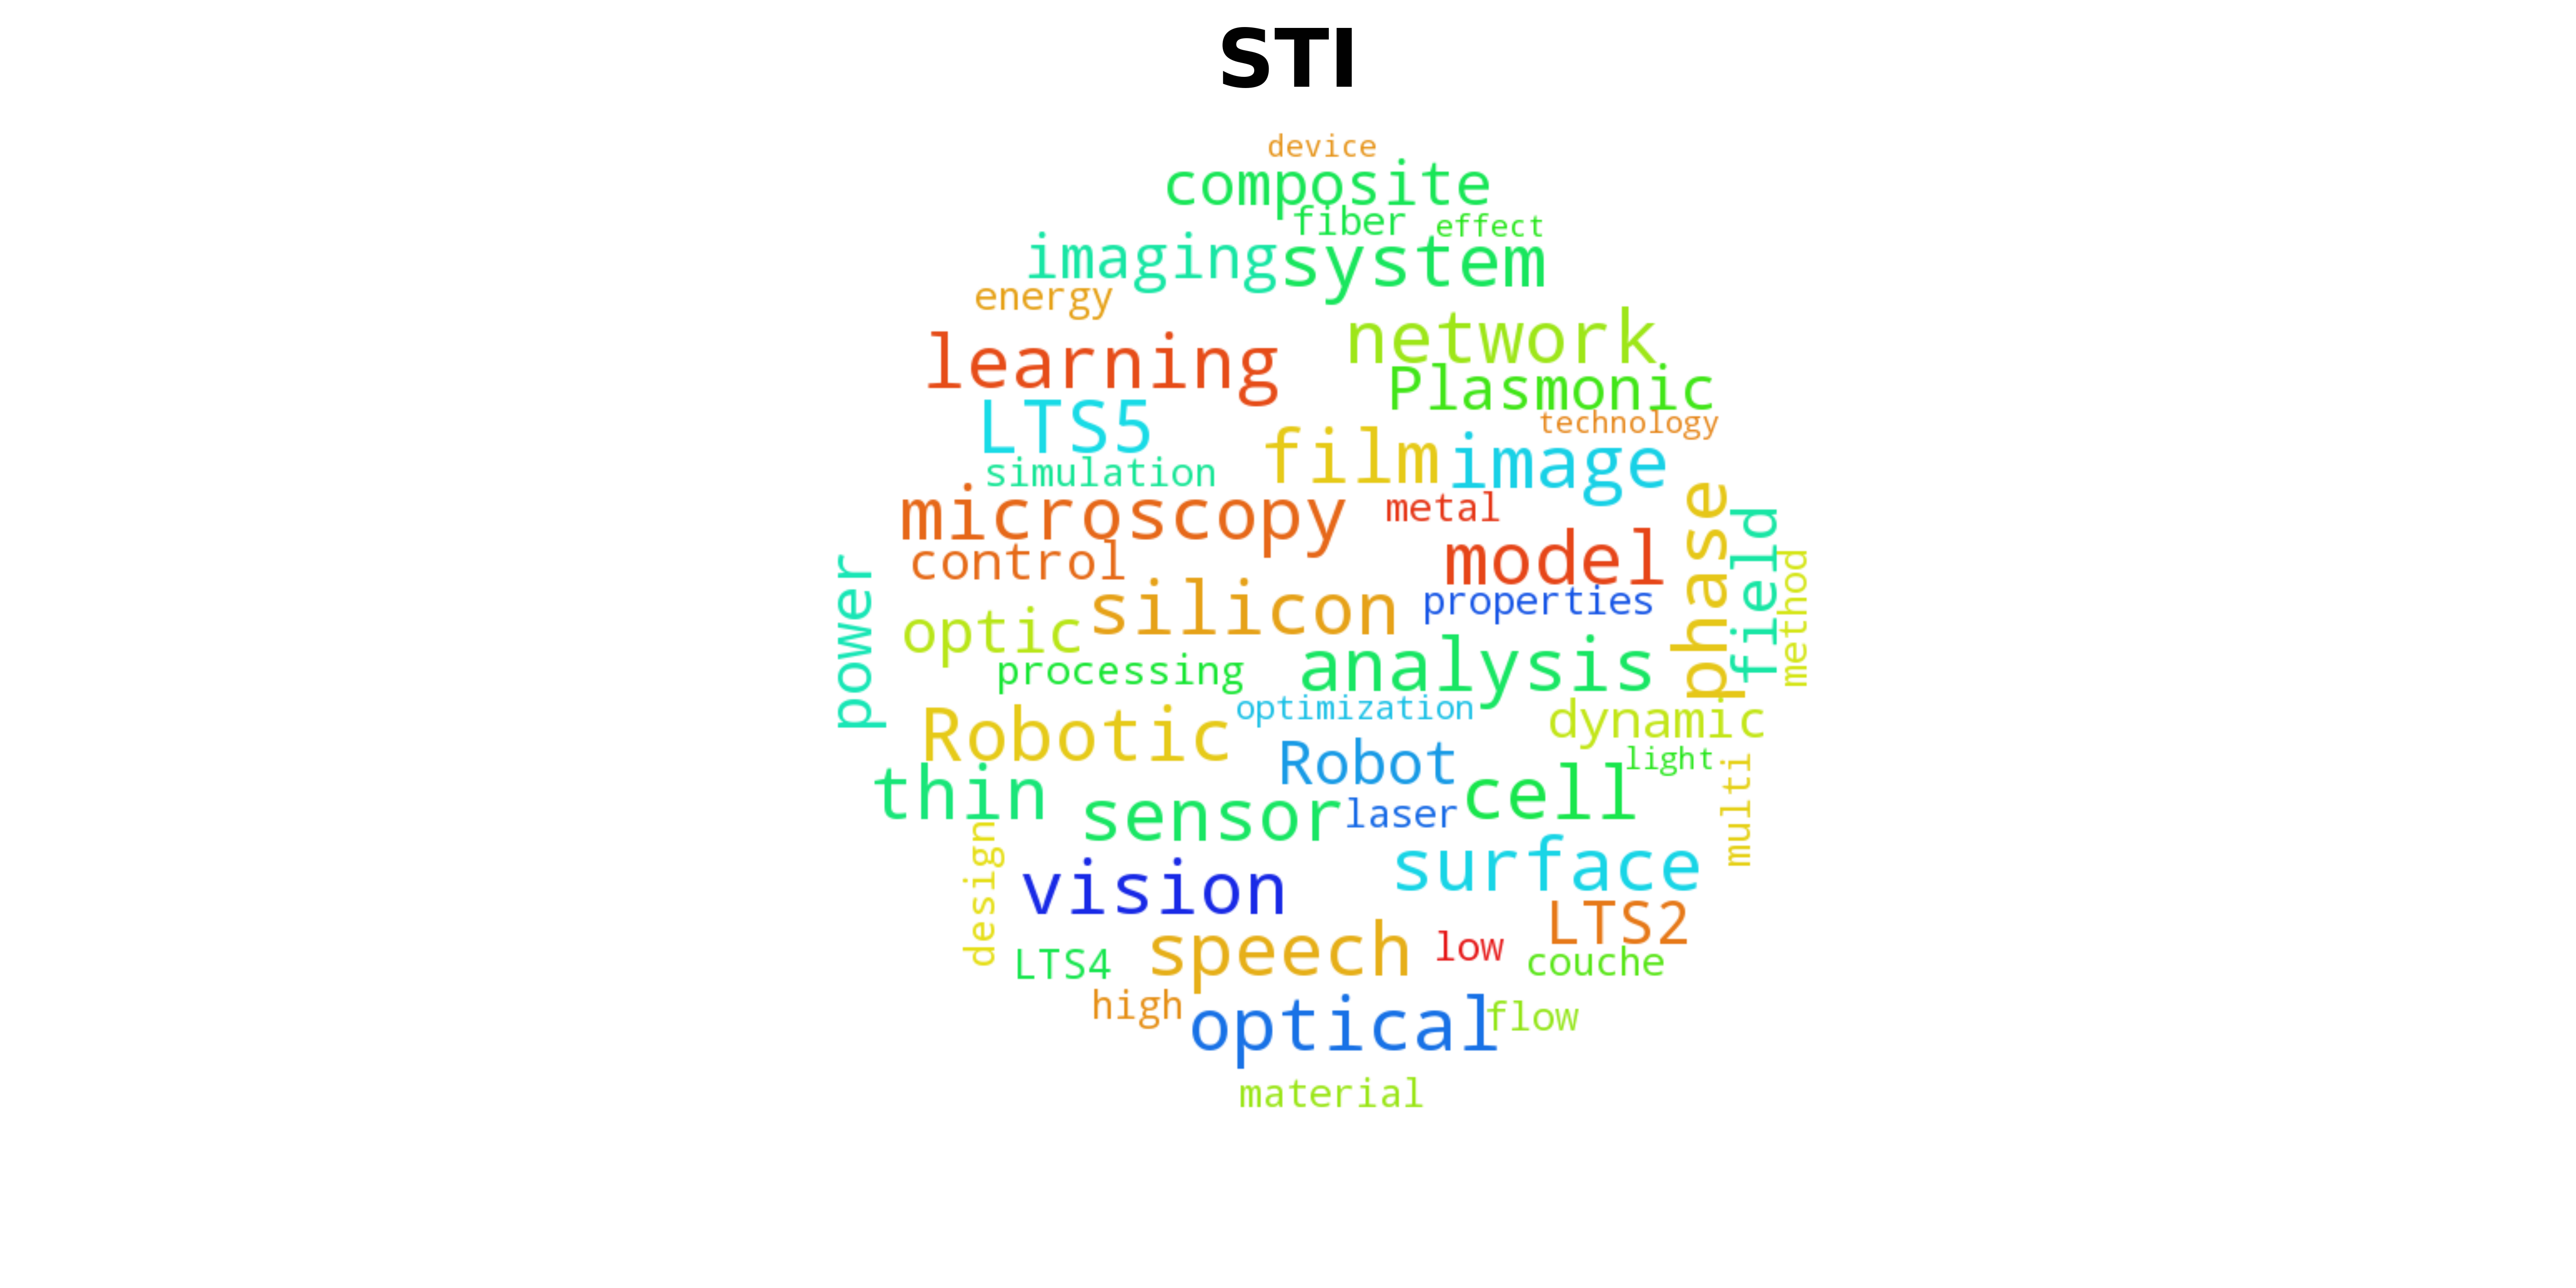 STI
device
composite
fiber effect
imaging system
energy
network
learning
Plasmonic
technology
LTS5
film image
simulation
microscopy metal
phase
field
method
control
model
power
silicon properties
optic
analysis
processing
optimization
dynamic
Robotic
Robot
light
multi
thin
cell
sensor laser
design
vision
surface
LTS2
speech low
LTS4
couche
high
optical flow
material